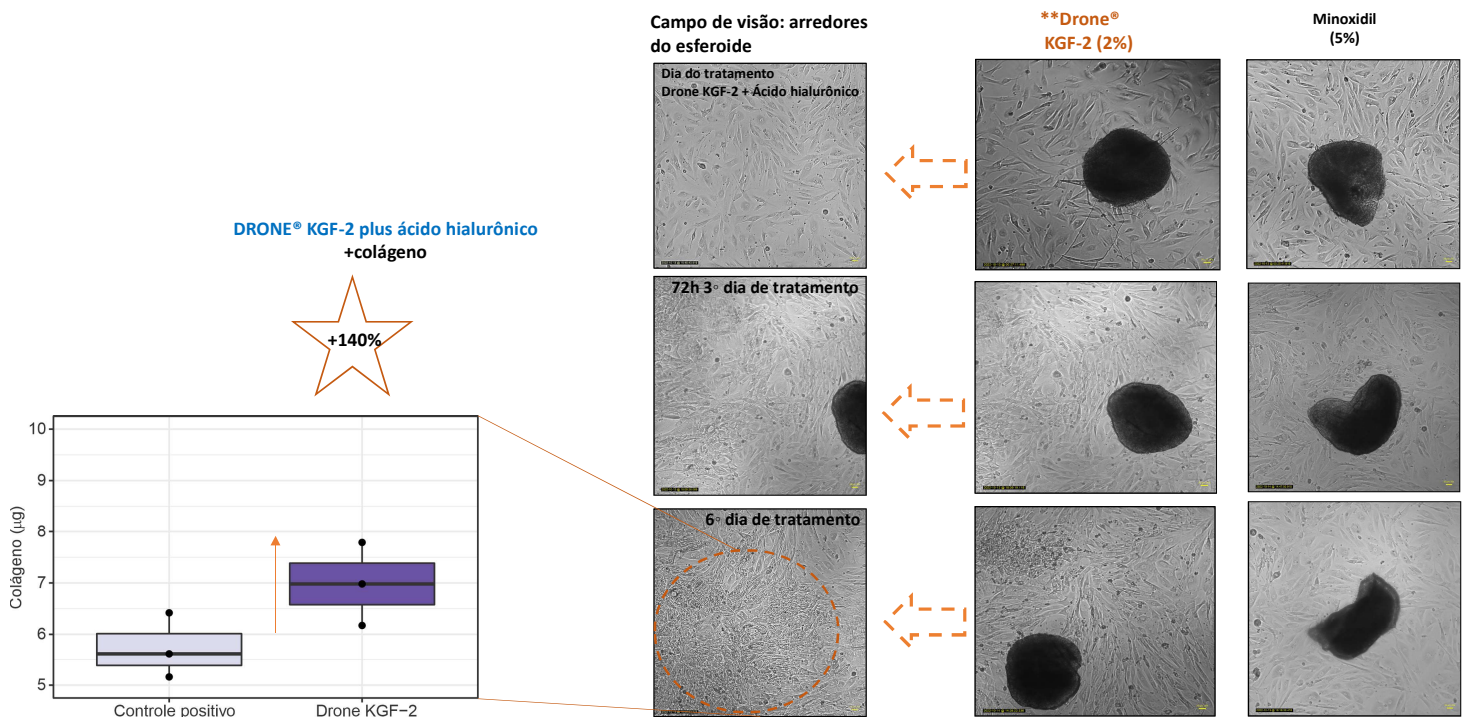 Campo de visão: arredores
do esferoide
**Drone®
KGF-2 (2%)
Minoxidil
(5%)
Dia do tratamento
Drone KGF-2 + Ácido hialurônico
DRONE® KGF-2 plus ácido hialurônico
+colágeno
+140%
72h 3◦ dia de tratamento
6◦ dia de tratamento
Colágeno (μg)
10
9
8
7
6
5
Controle positivo
Drone KGF−2